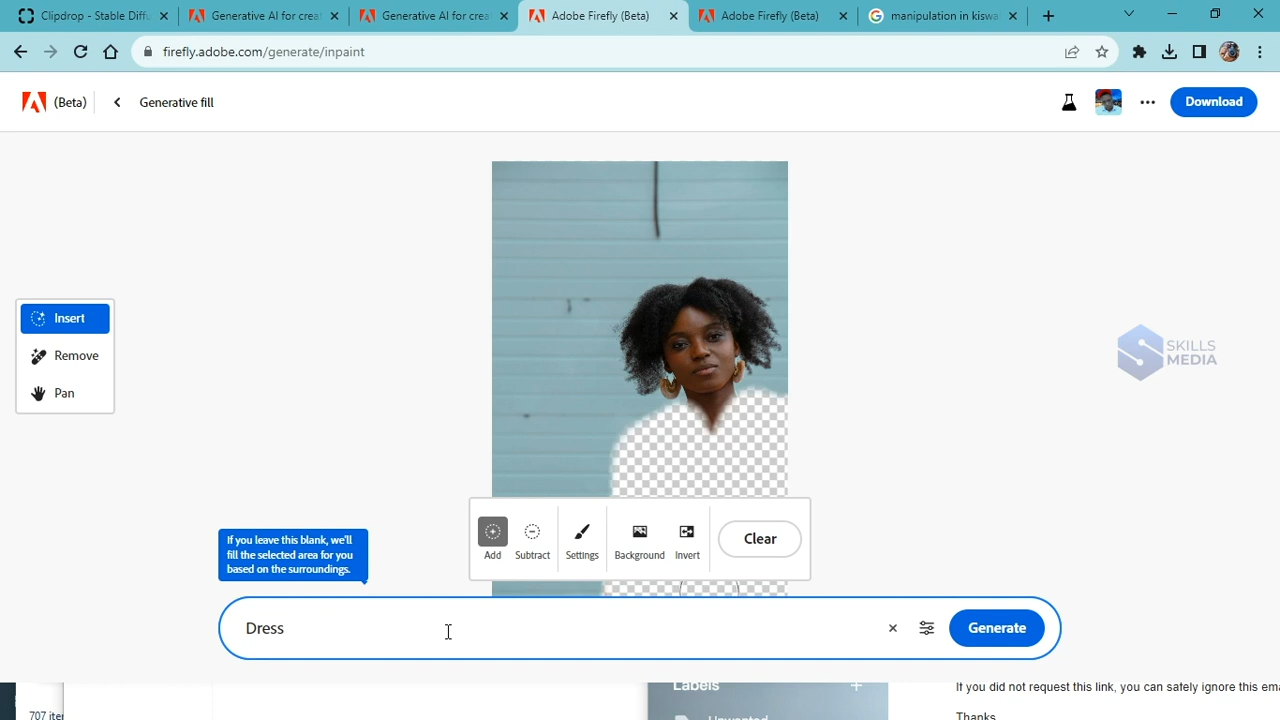 Clipdrop - Stable Diffu
Generative AI for crea
Generative AI for crea
Adobe Firefly (Beta)
Adobe Firefly (Beta)
manipulation in kiswa
firefly.adobe.com/generate/inpaint
(Beta)
Generative fill
Download
Insert
Remove
Pan
SKILLS
MEDIA
Add
Subtract
Settings
Background
Invert
Clear
If you leave this blank, we'll
fill the selected area for you
based on the surroundings.
Dress
Generate
Labels
If you did not request this link, you can safely ignore this ema
707 iter
Unwanted
Thanks